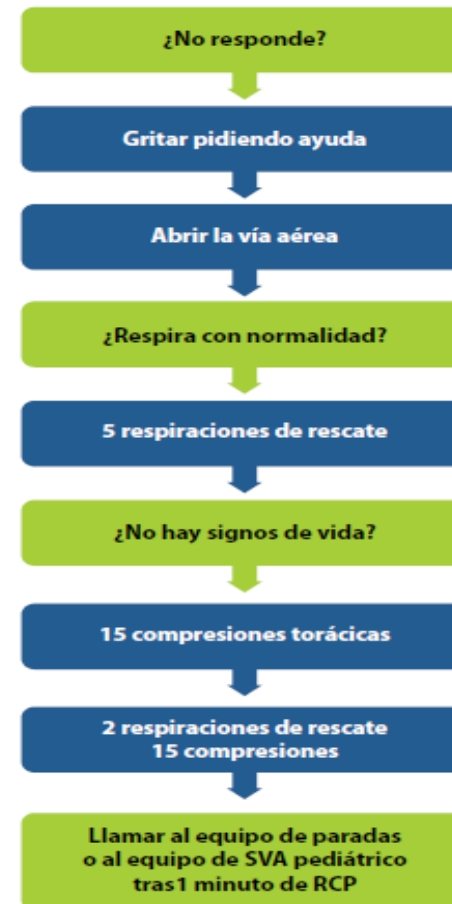 ¿No responde?
Gritar pidiendo ayuda
Abrir la vía aérea
¿Respira con normalidad?
5 respiraciones de rescate
¿No hay signos de vida?
15 compresiones torácicas
2 respiraciones de rescate
15 compresiones
Llamar al equipo de paradas
o al equipo de SVA pediátrico
tras1 minuto de RCP